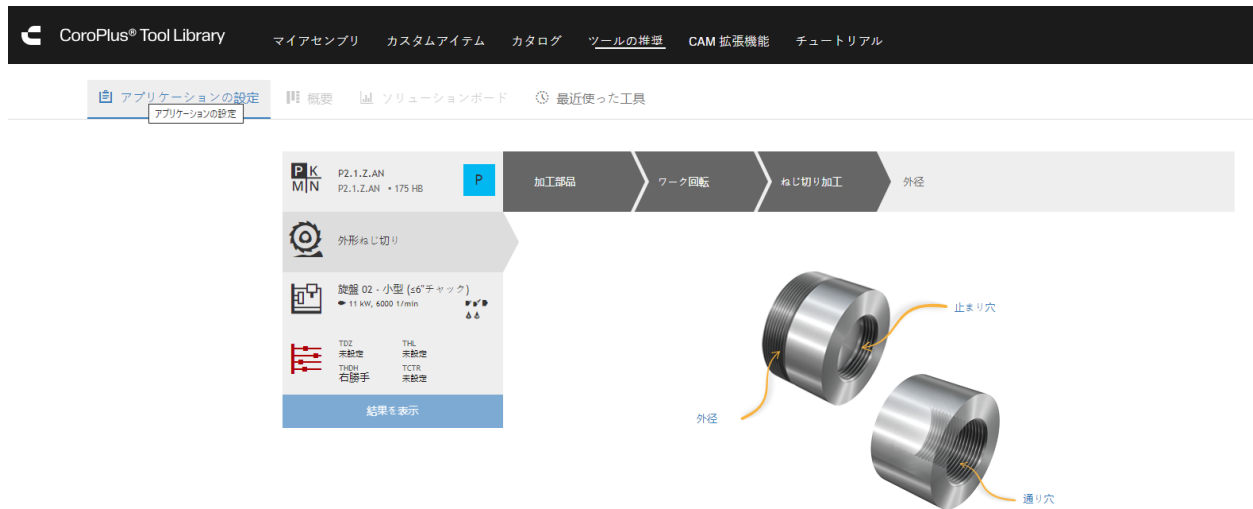 CoroPlus® Tool Library
マイアセンブリ カスタムアイテム カタログ ツールの推奨 CAM 拡張機能 チュートリアル
アプリケーションの設定 概要 ソリューションボード 最近使った工具
アプリケーションの設定
P K
M N
P2.1.Z.AN
P2.1.Z.AN • 175 HB
P
加工部品 ワーク回転 ねじ切り加工 外径
外形ねじ切り
旋盤 02 - 小型 (≤6"チャック)
11 kW, 6000 1/min
TDZ THL
未設定 未設定
THDH TCTR
右勝手 未設定
結果を表示
止まり穴
外径
通り穴